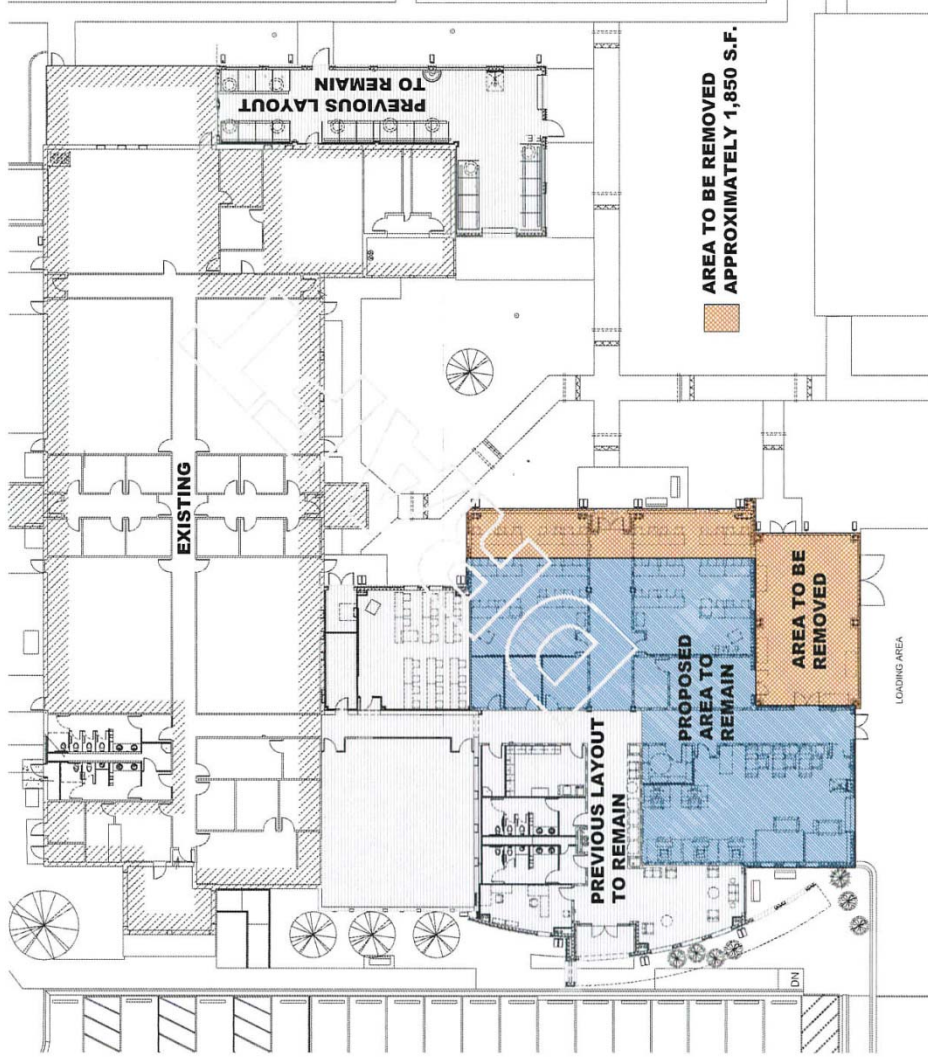 PREVIOUS LAYOUT
TO REMAIN
EXISTING
AREA TO BE REMOVED
APPROXIMATELY 1,850 S.F.
DRAFT
PREVIOUS LAYOUT
TO REMAIN
PROPOSED
AREA TO
REMAIN
AREA TO BE
REMOVED
LOADING AREA
DN